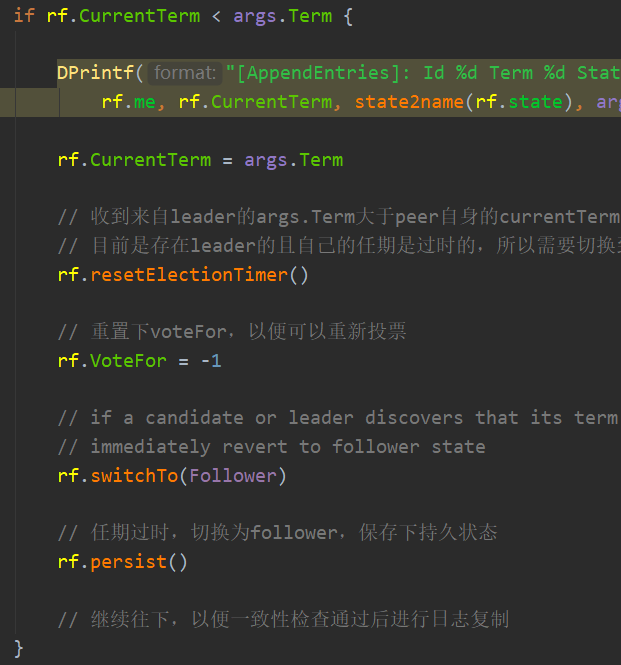 if rf.CurrentTerm < args.Term {
DPrintf( format: "[AppendEntries]: Id %d Term %d Stat
rf.me, rf.CurrentTerm, state2name(rf.state), ar
rf.CurrentTerm = args.Term
// 收到来自leader的args.Term大于peer自身的currentTerm
// 目前是存在leader的且自己的任期是过时的，所以需要切换
rf.resetElectionTimer()
// 重置下voteFor，以便可以重新投票
rf.VoteFor = -1
// if a candidate or leader discovers that its term
// immediately revert to follower state
rf.switchTo(Follower)
// 任期过时，切换为follower，保存下持久状态
rf.persist()
// 继续往下，以便一致性检查通过后进行日志复制
}